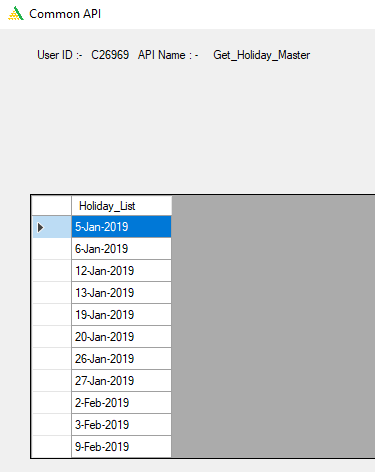 Common API
User ID :- C26969 API Name : - Get_Holiday_Master
Holiday_List
5-Jan-2019
6-Jan-2019
12-Jan-2019
13-Jan-2019
19-Jan-2019
20-Jan-2019
26-Jan-2019
27-Jan-2019
2-Feb-2019
3-Feb-2019
9-Feb-2019